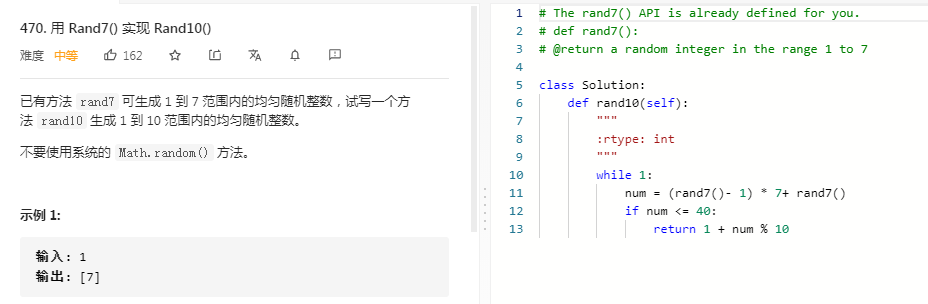 470. 用 Rand7() 实现 Rand10()
难度 中等 162
已有方法 rand7 可生成 1 到 7 范围内的均匀随机整数，试写一个方
法 rand10 生成 1 到 10 范围内的均匀随机整数。
不要使用系统的 Math.random() 方法。
示例 1:
输入: 1
输出: [7]
1 # The rand7() API is already defined for you.
2 # def rand7():
3 # @return a random integer in the range 1 to 7
4
5 class Solution:
6     def rand10(self):
7         """
8         :rtype: int
9         """
10         while 1:
11             num = (rand7()- 1) * 7+ rand7()
12             if num <= 40:
13                 return 1 + num % 10